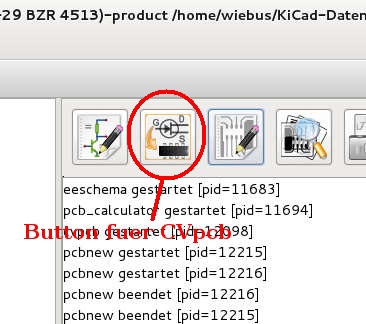 -29 BZR 4513)-product /home/wiebus/KiCad-Daten
G D S
eeschema gestartet [pid=11683]
pcb_calculator gestartet [pid=11694]
cvpcb gestartet [pid=12098]
Button fuer CVpcb
pcbnew gestartet [pid=12215]
pcbnew gestartet [pid=12216]
pcbnew beendet [pid=12216]
pcbnew beendet [pid=12215]